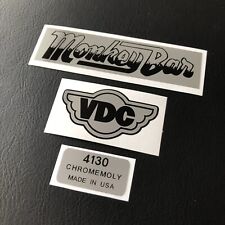 Monkey Bar
VDC
4130
CHROMEMOLY
MADE IN USA